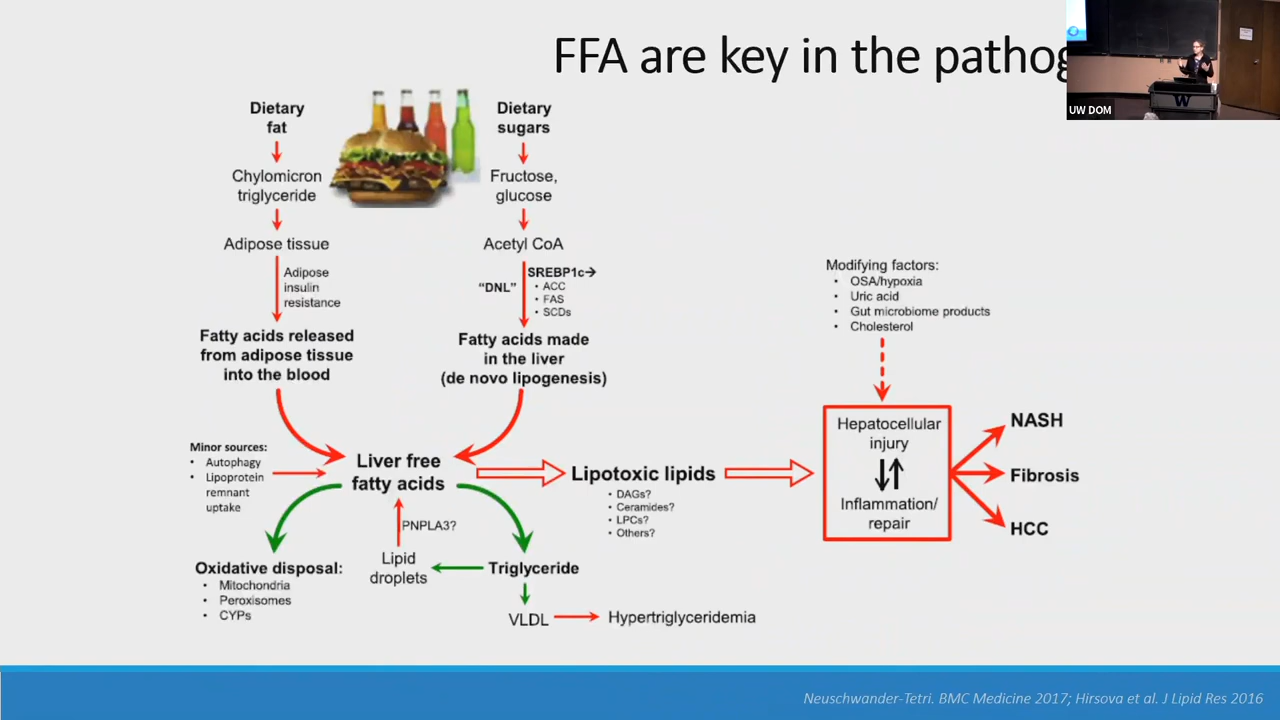 FFA are key in the
UW DOM
Dietary
fat
Chylomicron
triglyceride
Adipose tissue
Adipose
insulin
resistance
Fatty acids released
from adipose tissue
into the blood
Dietary
sugars
Fructose,
glucose
Acetyl CoA
"DNL"
SREBP1c→
• ACC
• FAS
• SCDs
Fatty acids made
in the liver
(de novo lipogenesis)
Minor sources:
• Autophagy
• Lipoprotein
remnant
uptake
Liver free
fatty acids
Oxidative disposal:
• Mitochondria
• Peroxisomes
• CYPs
PNPLA3?
Lipid
droplets
Triglyceride
VLDL
Hypertriglyceridemia
Lipotoxic lipids
• DAGs?
• Ceramides?
• LPCs?
• Others?
Modifying factors:
• OSA/hypoxia
• Uric acid
• Gut microbiome products
• Cholesterol
Hepatocellular
injury
Inflammation/
repair
NASH
Fibrosis
HCC
Neuschwander-Tetri. BMC Medicine 2017; Hirsova et al. J Lipid Res 2016
W